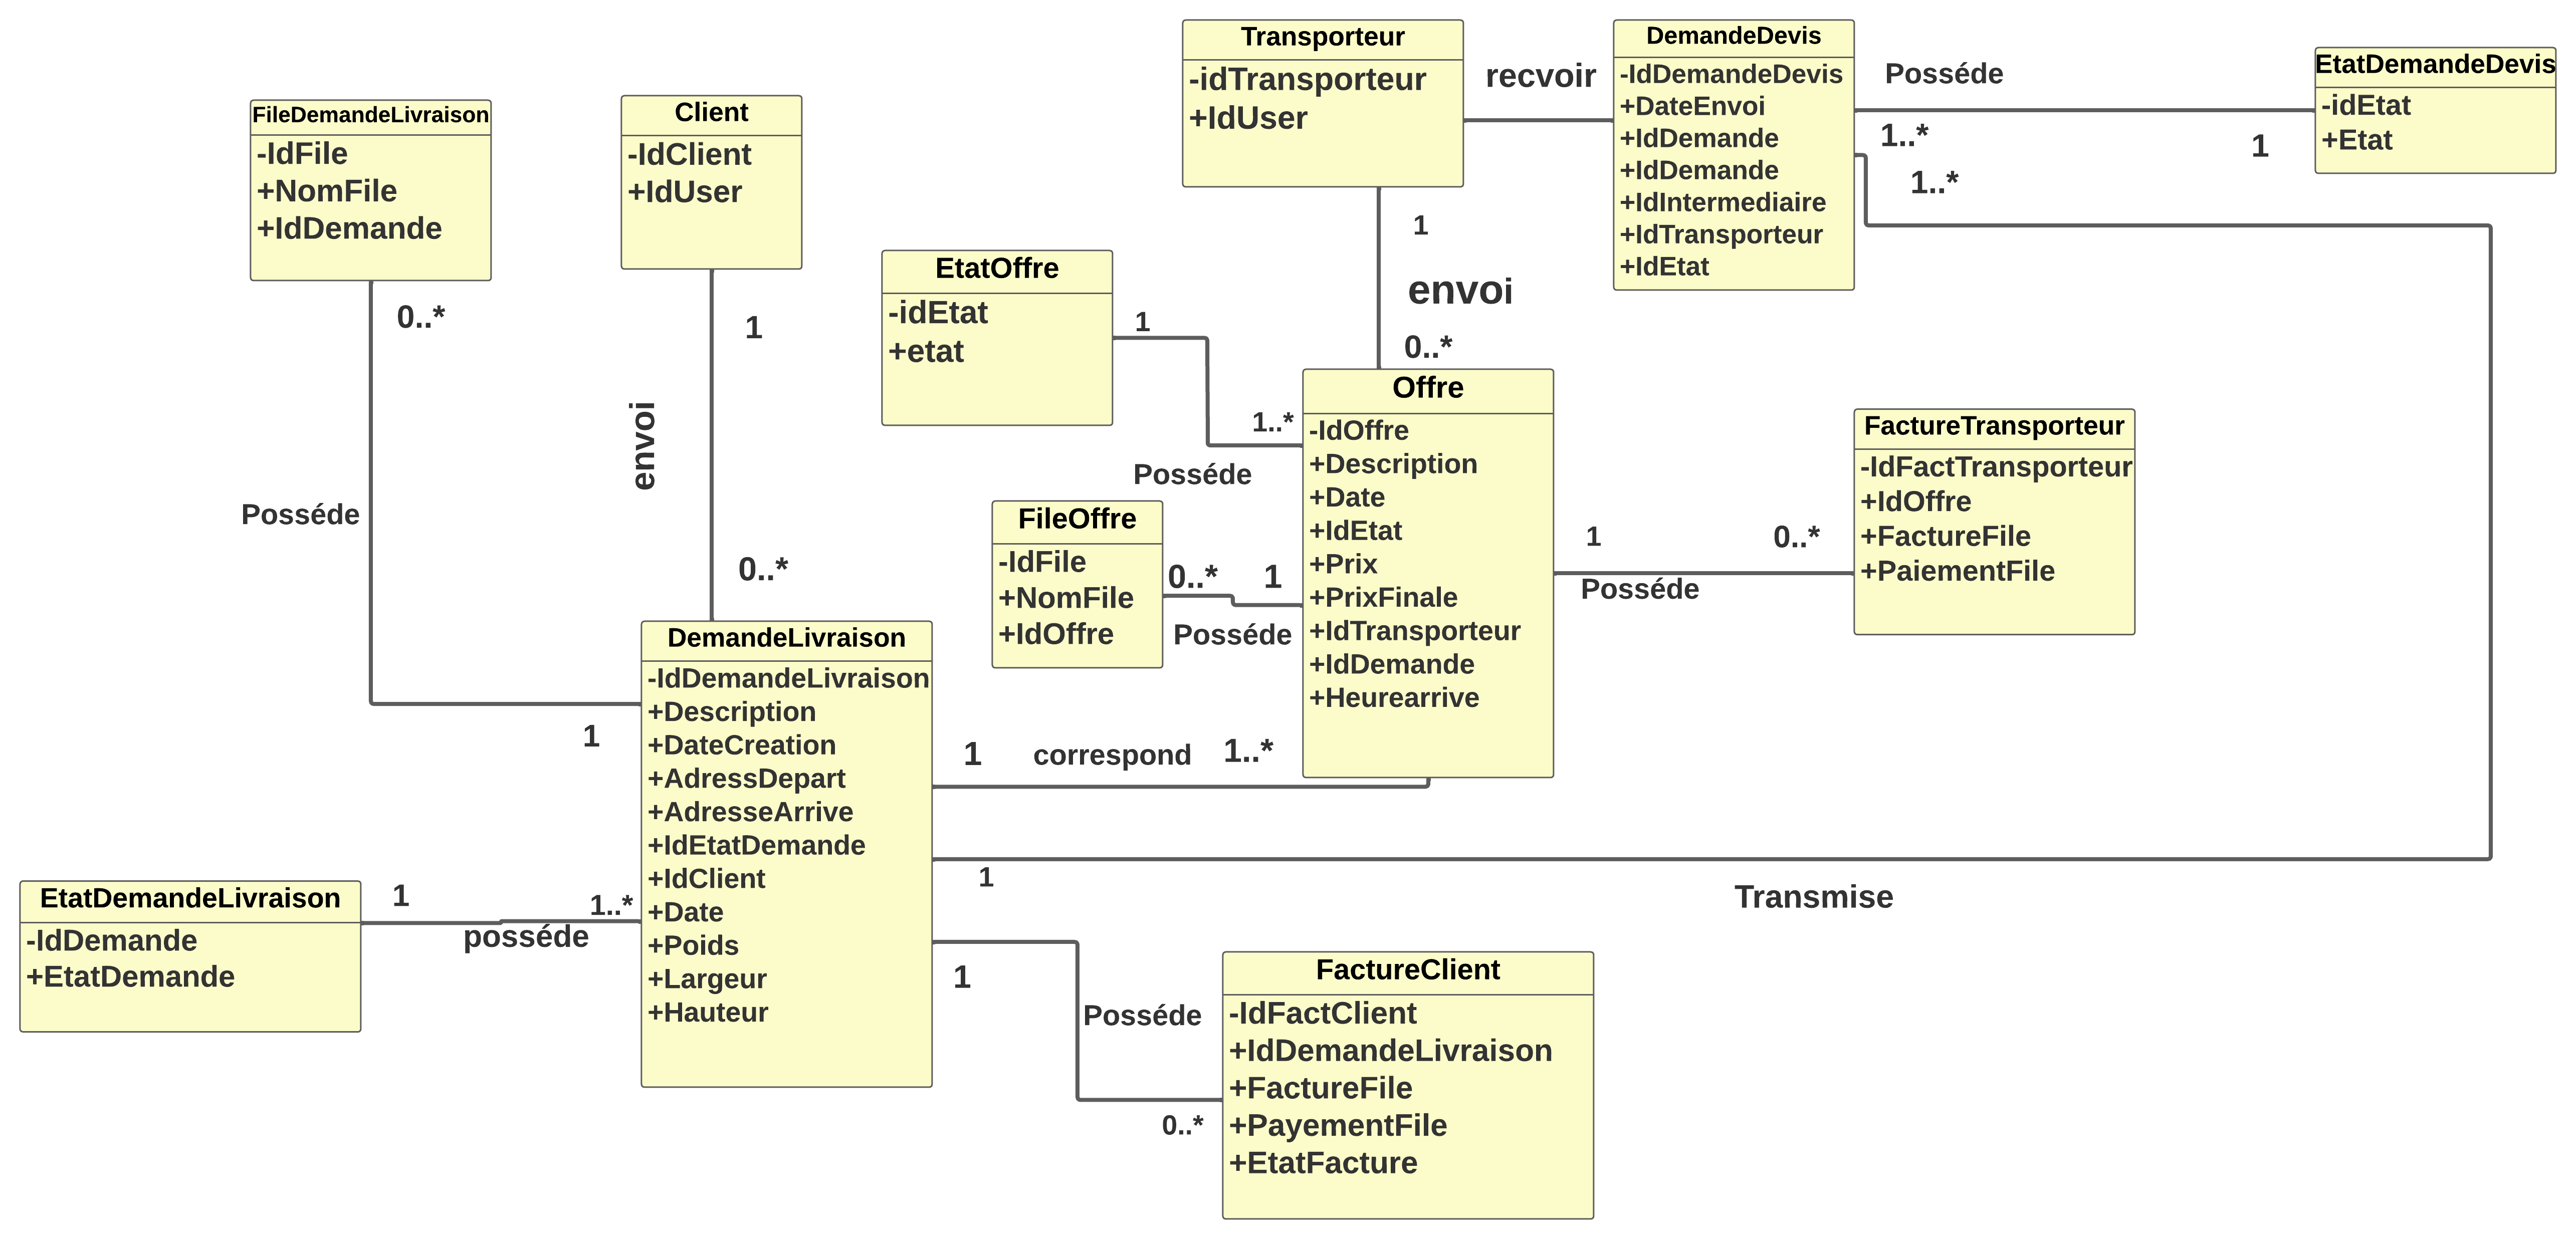 Transporteur
-idTransporteur
+IdUser
recvoir
DemandeDevis
-IdDemandeDevis
+DateEnvoi
+IdDemande
+IdDemande
+IdIntermediaire
+IdTransporteur
+IdEtat
Posséde
1..*
1
1..*
EtatDemandeDevis
-idEtat
+Etat
FileDemandeLivraison
-IdFile
+NomFile
+IdDemande
0..*
Posséde
1
Client
-IdClient
+IdUser
1
envoi
0..*
EtatOffre
-idEtat
+etat
1
1..*
Posséde
1
envoi
0..*
Offre
-IdOffre
+Description
+Date
+IdEtat
+Prix
+PrixFinale
+IdTransporteur
+IdDemande
+Heurearrive
FileOffre
-IdFile
+NomFile
+IdOffre
0..*
1
Posséde
1
0..*
Posséde
FactureTransporteur
-IdFactTransporteur
+IdOffre
+FactureFile
+PaiementFile
DemandeLivraison
-IdDemandeLivraison
+Description
+DateCreation
+AdressDepart
+AdresseArrive
+IdEtatDemande
+IdClient
+Date
+Poids
+Largeur
+Hauteur
1
correspond
1..*
1
Transmise
EtatDemandeLivraison
-IdDemande
+EtatDemande
1
1..*
posséde
1
Posséde
0..*
FactureClient
-IdFactClient
+IdDemandeLivraison
+FactureFile
+PayementFile
+EtatFacture